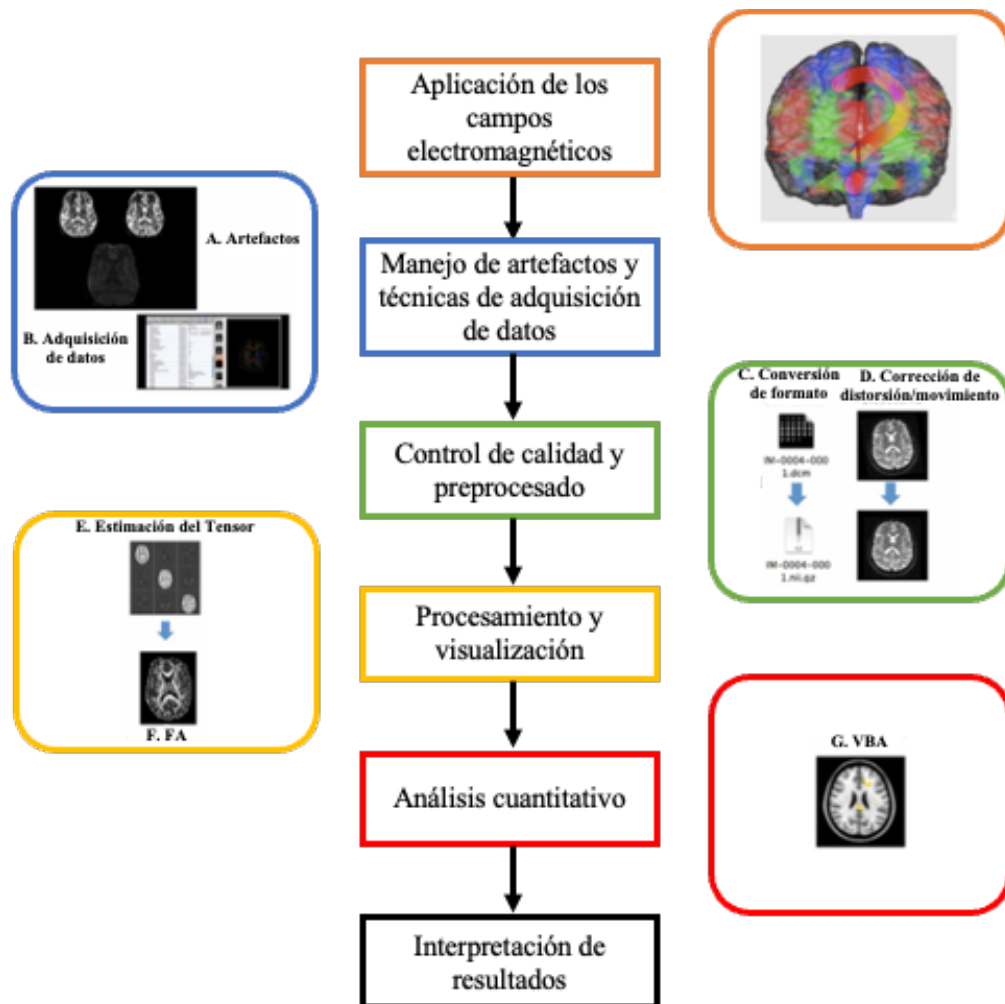 Aplicación de los
campos
electromagnéticos
A. Artefactos
B. Adquisición
de datos
Manejo de artefactos y
técnicas de adquisición
de datos
C. Conversión
de formato
IM-0004-000
1.dcm
IM-0004-000
1.nii.gz
D. Corrección de
distorsión/movimiento
Control de calidad y
preprocesado
E. Estimación del Tensor
F. FA
Procesamiento y
visualización
G. VBA
Análisis cuantitativo
Interpretación de
resultados